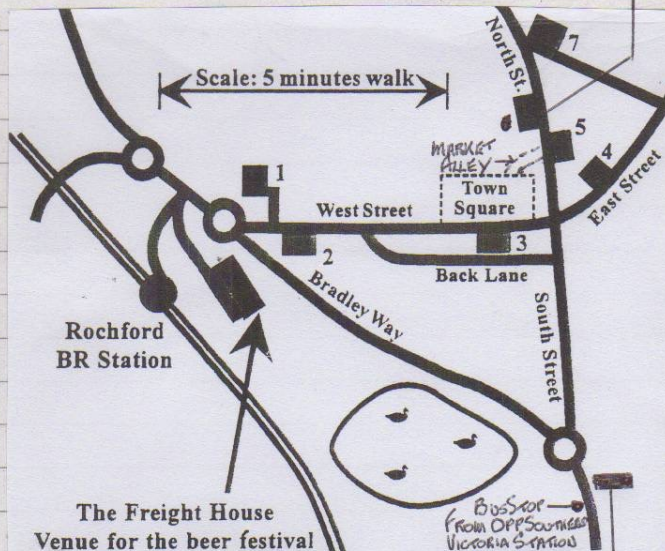 Scale: 5 minutes walk
North St.
7
MARKET
ALLEY
5
4
1
Town
Square
West Street
East Street
2
3
Back Lane
Bradley Way
South Street
Rochford
BR Station
The Freight House
Venue for the beer festival
BUS STOP
FROM OPP SOUTHEND
VICTORIA STATION